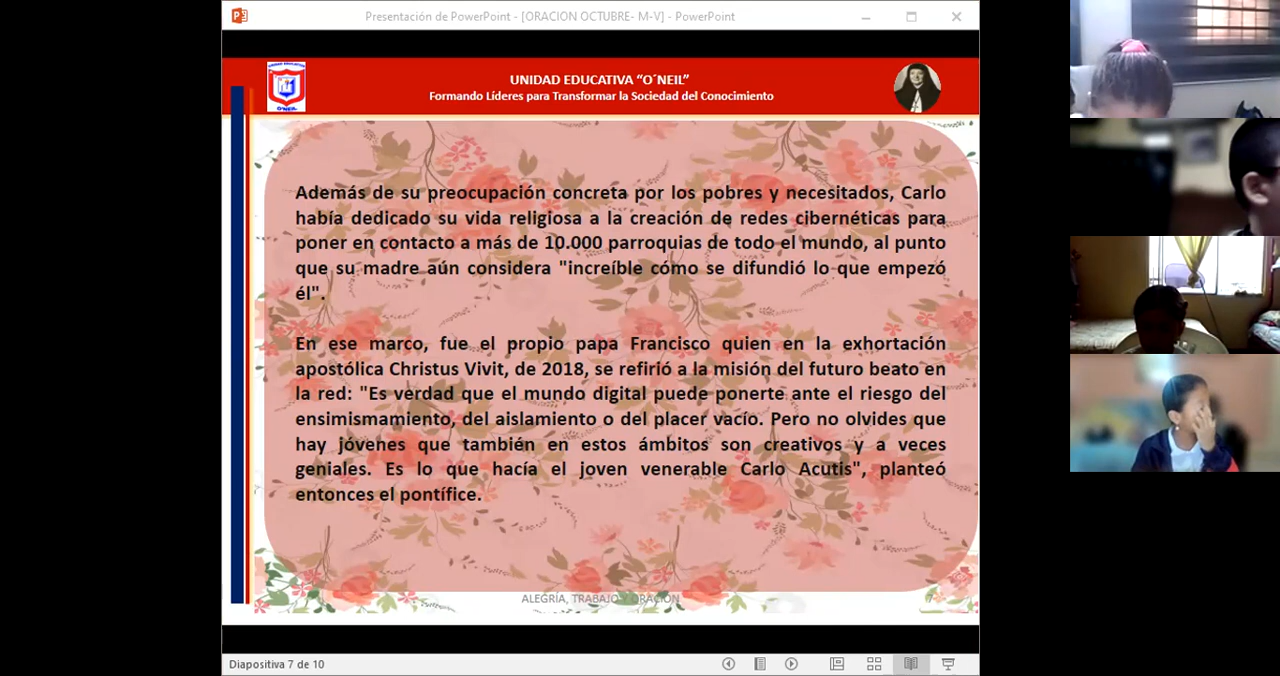 Presentación de PowerPoint - [ORACION OCTUBRE- M-V] - PowerPoint
UNIDAD EDUCATIVA “O´NEIL”
Formando Líderes para Transformar la Sociedad del Conocimiento
O'NEIL
Además de su preocupación concreta por los pobres y necesitados, Carlo
había dedicado su vida religiosa a la creación de redes cibernéticas para
poner en contacto a más de 10.000 parroquias de todo el mundo, al punto
que su madre aún considera "increíble cómo se difundió lo que empezó
él".
En ese marco, fue el propio papa Francisco quien en la exhortación
apostólica Christus Vivit, de 2018, se refirió a la misión del futuro beato en
la red: "Es verdad que el mundo digital puede ponerte ante el riesgo del
ensimismamiento, del aislamiento o del placer vacío. Pero no olvides que
hay jóvenes que también en estos ámbitos son creativos y a veces
geniales. Es lo que hacía el joven venerable Carlo Acutis", planteó
entonces el pontífice.
ALEGRÍA, TRABAJO Y ORACIÓN
7
Diapositiva 7 de 10